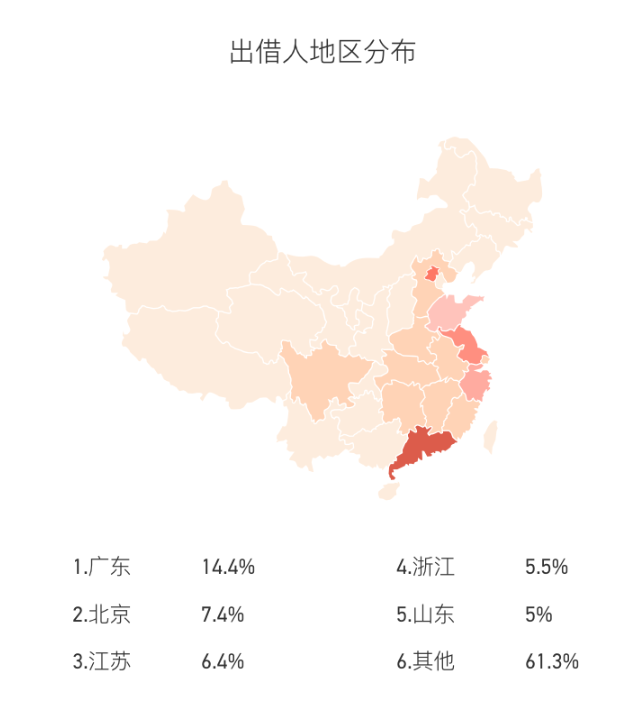 出借人地区分布
1.广东 14.4% 4.浙江 5.5%
2.北京 7.4% 5.山东 5%
3.江苏 6.4% 6.其他 61.3%